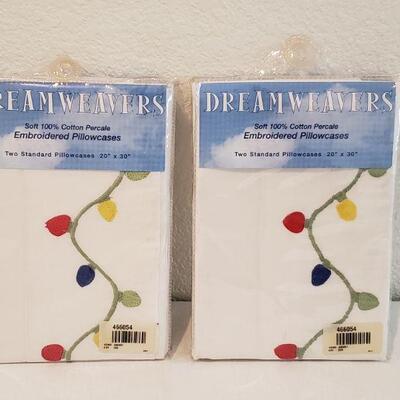 REAMWEAVERS
Soft 100% Cotton Percale
Embroidered Pillowcases
Two Standard Pillowcases 20" x 30"
466054
DREAMWEAVERS
Soft 100% Cotton Percale
Embroidered Pillowcases
Two Standard Pillowcases 20" x 30"
466054